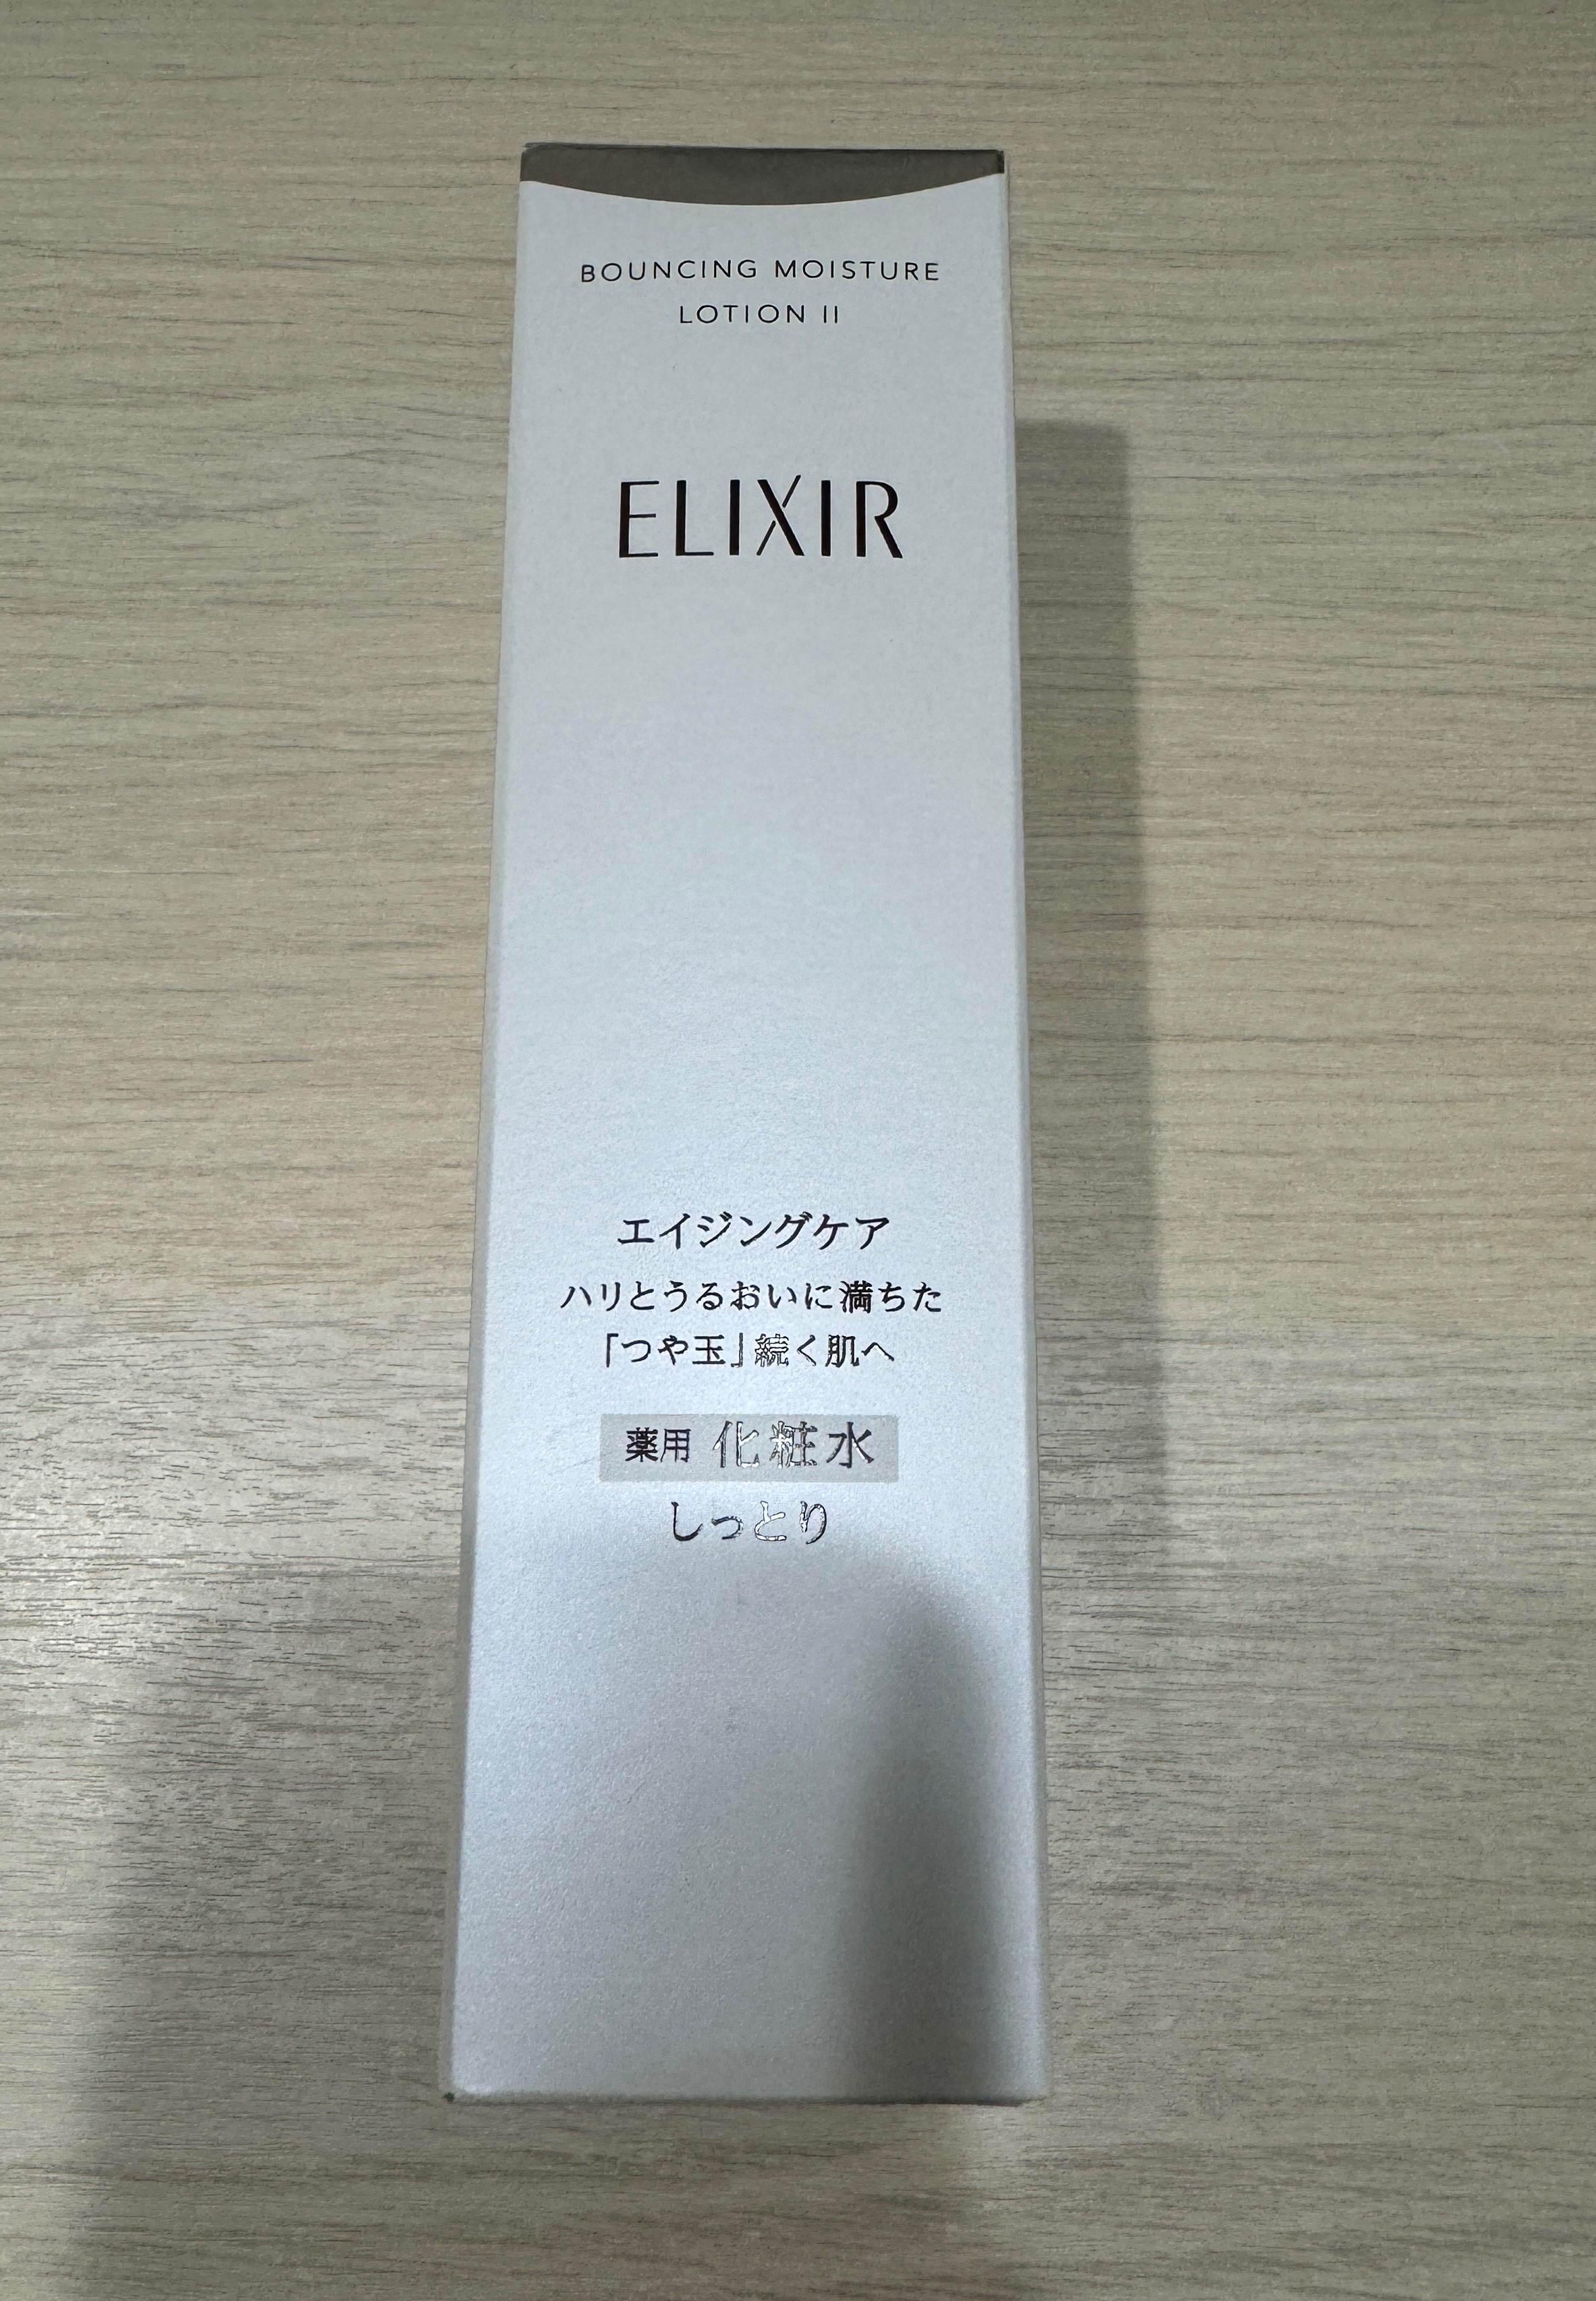 BOUNCING MOISTURE
LOTION II
ELIXIR
エイジングケア
ハリとうるおいに満ちた
「つや玉」続く肌へ
薬用 化粧水
しっとり